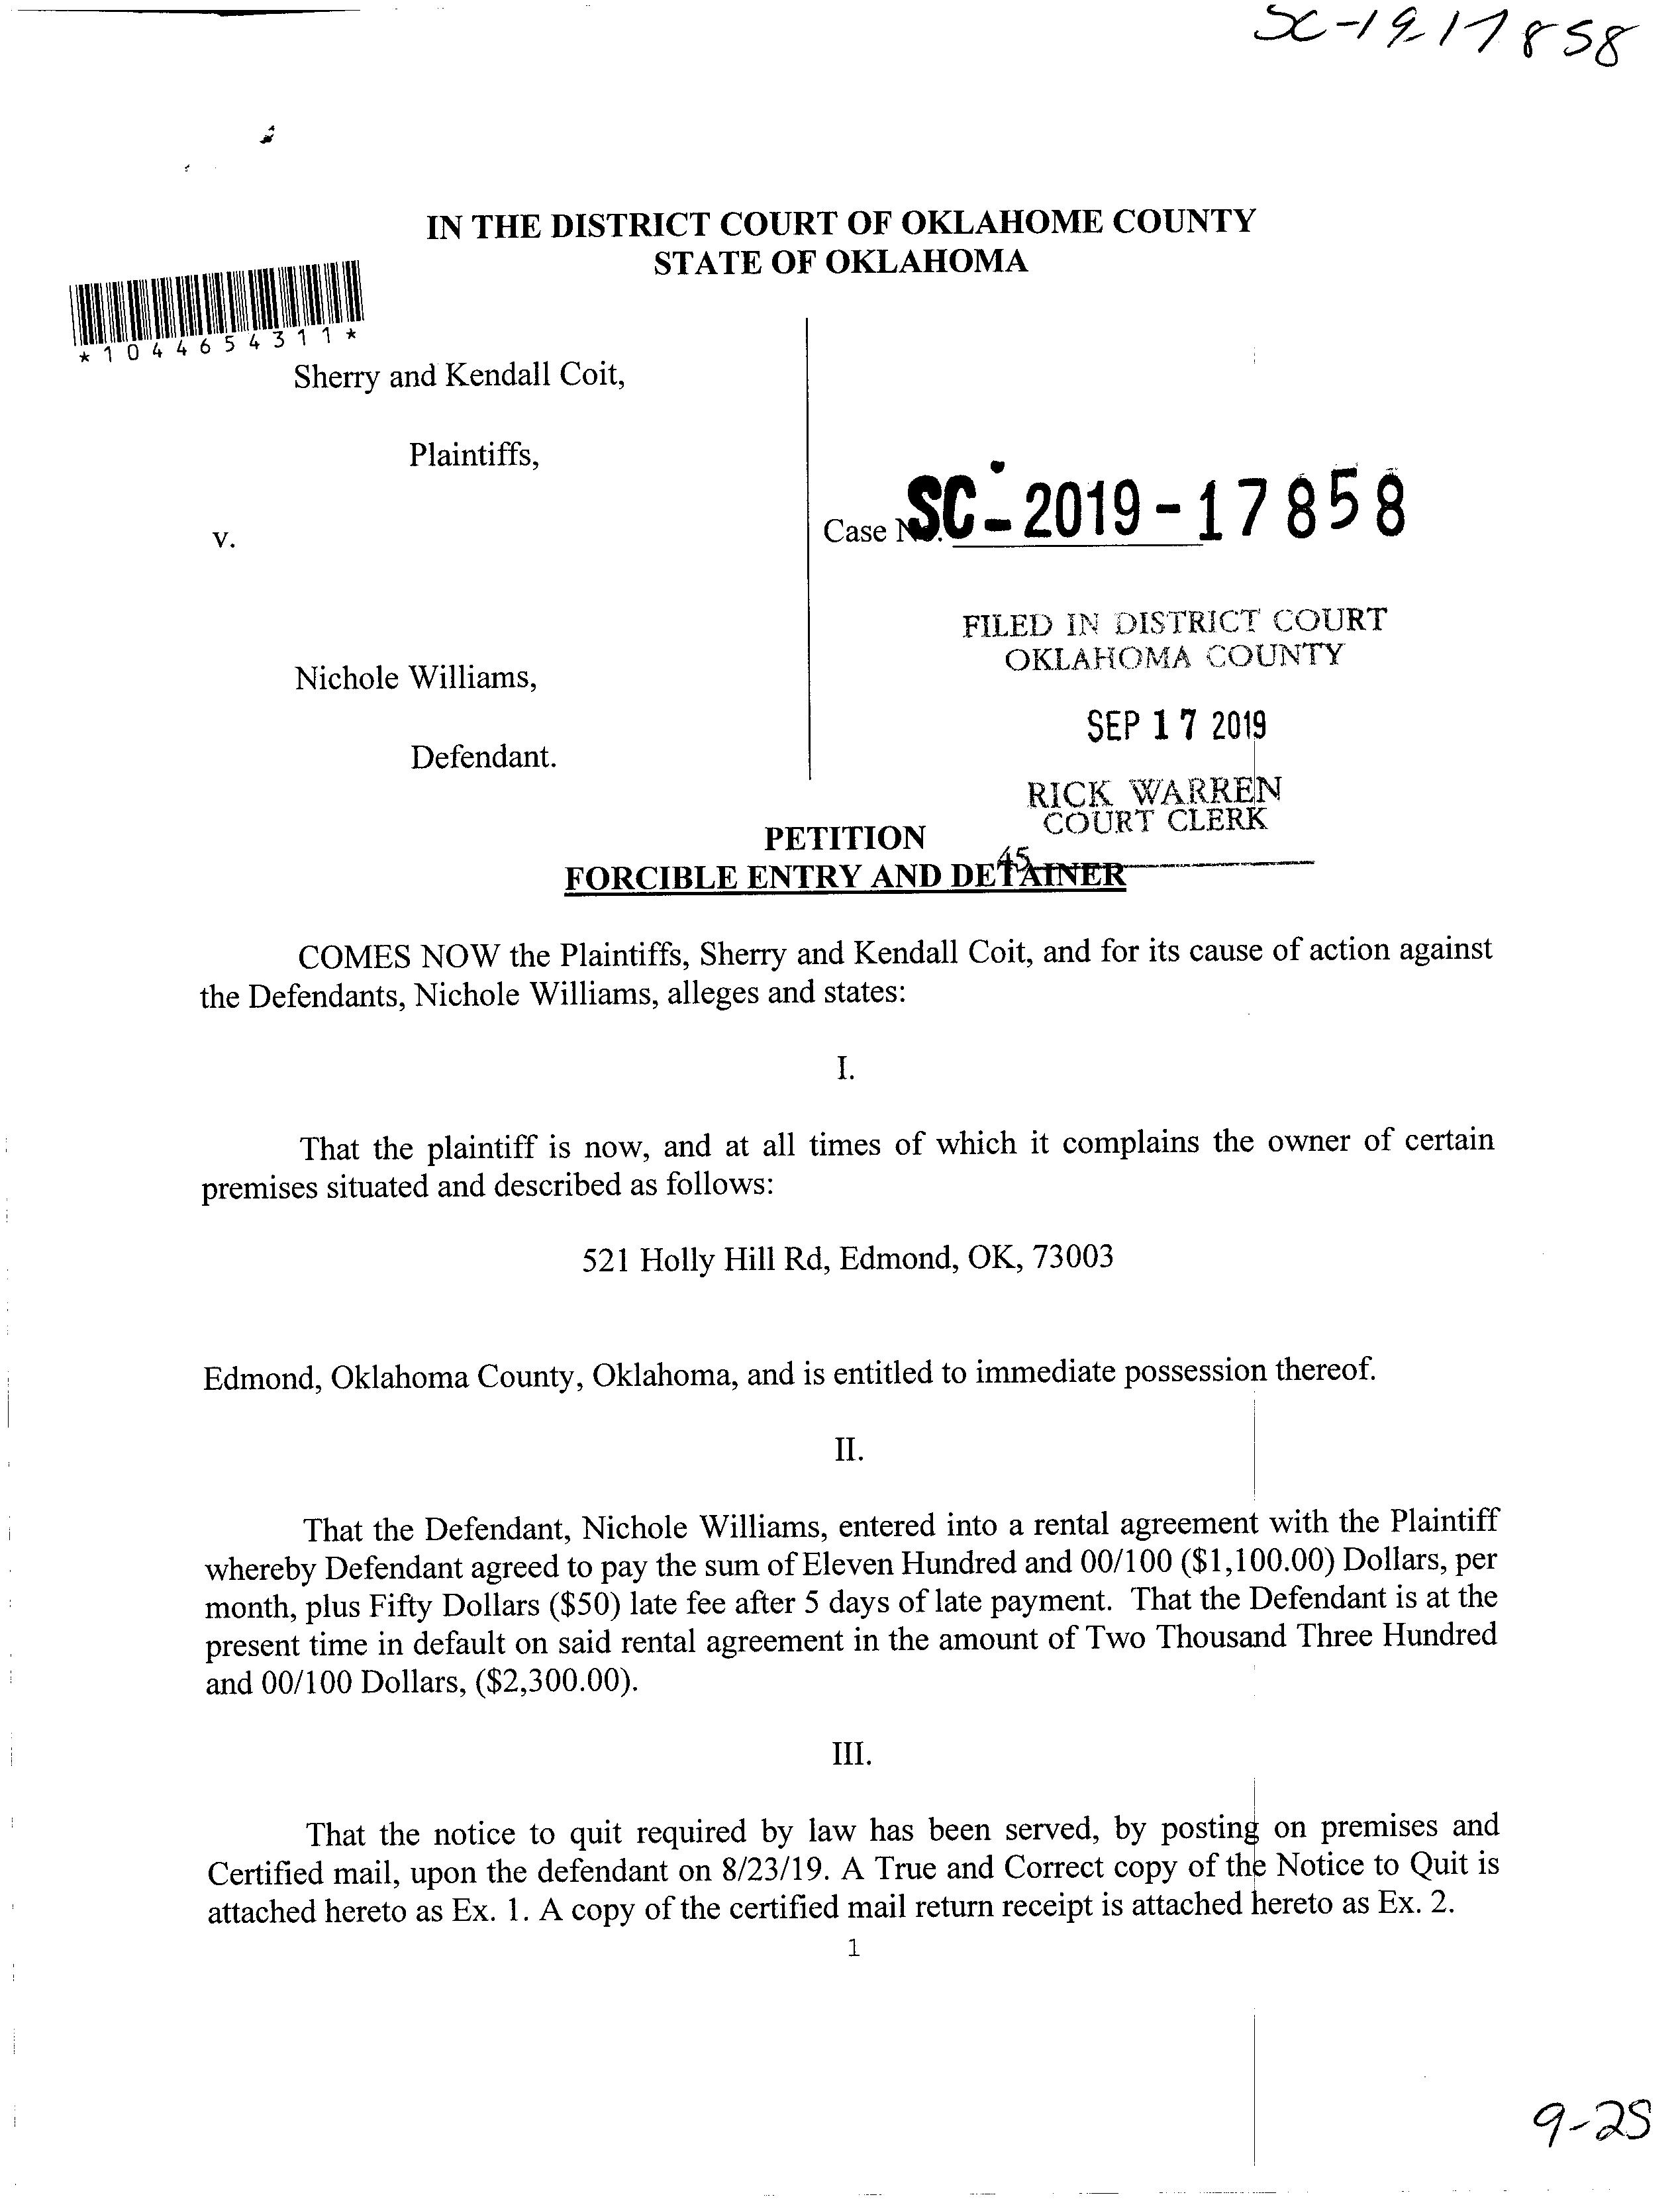 SC-19-17858
IN THE DISTRICT COURT OF OKLAHOME COUNTY
STATE OF OKLAHOMA
*1044654311*
Sherry and Kendall Coit,
Plaintiffs,
v.
Case No. SC-2019-17858
FILED IN DISTRICT COURT
OKLAHOMA COUNTY
Nichole Williams,
SEP 17 2019
Defendant.
RICK WARREN
COURT CLERK
PETITION
45
FORCIBLE ENTRY AND DETAINER
COMES NOW the Plaintiffs, Sherry and Kendall Coit, and for its cause of action against
the Defendants, Nichole Williams, alleges and states:
I.
That the plaintiff is now, and at all times of which it complains the owner of certain
premises situated and described as follows:
521 Holly Hill Rd, Edmond, OK, 73003
Edmond, Oklahoma County, Oklahoma, and is entitled to immediate possession thereof.
II.
That the Defendant, Nichole Williams, entered into a rental agreement with the Plaintiff
whereby Defendant agreed to pay the sum of Eleven Hundred and 00/100 ($1,100.00) Dollars, per
month, plus Fifty Dollars ($50) late fee after 5 days of late payment. That the Defendant is at the
present time in default on said rental agreement in the amount of Two Thousand Three Hundred
and 00/100 Dollars, ($2,300.00).
III.
That the notice to quit required by law has been served, by posting on premises and
Certified mail, upon the defendant on 8/23/19. A True and Correct copy of the Notice to Quit is
attached hereto as Ex. 1. A copy of the certified mail return receipt is attached hereto as Ex. 2.
1
9-25